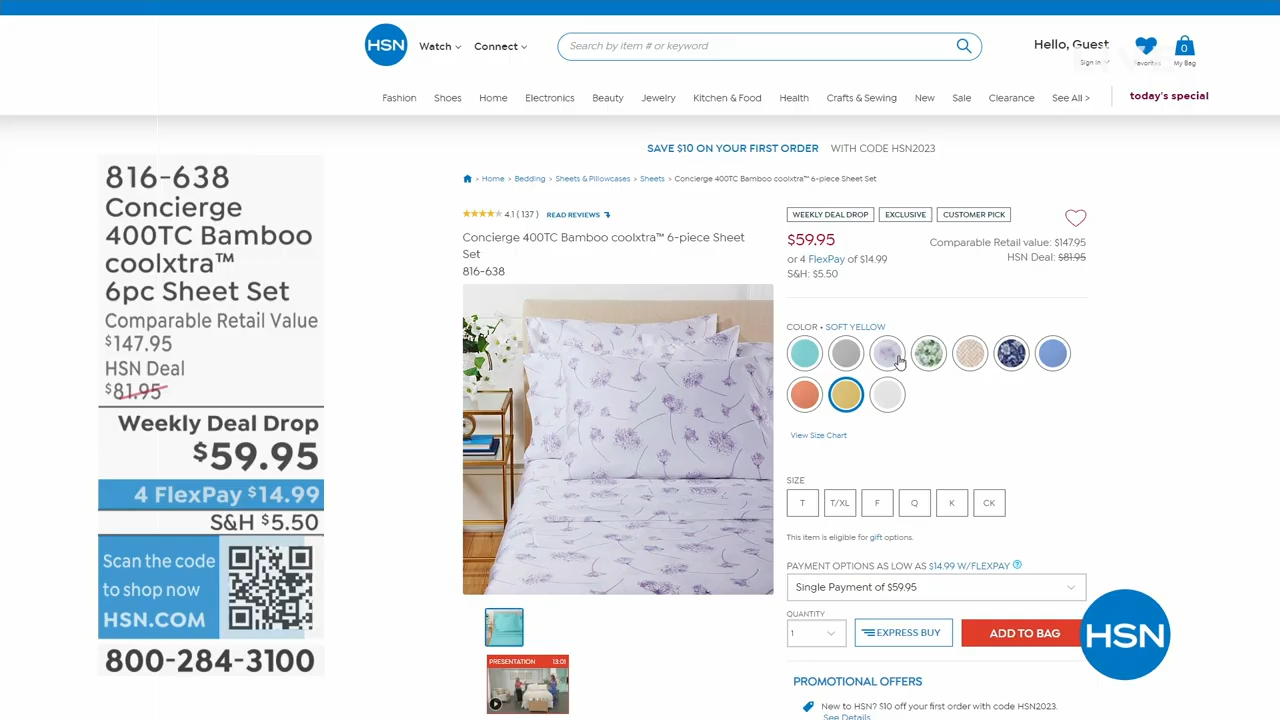 HSN
Watch
Connect
Search by item # or keyword
Hello, Guest
Sign In
Favorites
0
My Bag
Fashion
Shoes
Home
Electronics
Beauty
Jewelry
Kitchen & Food
Health
Crafts & Sewing
New
Sale
Clearance
See All >
today's special
SAVE $10 ON YOUR FIRST ORDER WITH CODE HSN2023
Home > Bedding > Sheets & Pillowcases > Sheets > Concierge 400TC Bamboo coolxtra™ 6-piece Sheet Set
816-638
Concierge
400TC Bamboo
coolxtra™
6pc Sheet Set
Comparable Retail Value
$147.95
HSN Deal
$81.95
Weekly Deal Drop
$59.95
4 FlexPay $14.99
S&H $5.50
Scan the code
to shop now
HSN.COM
800-284-3100
4.1 ( 137 ) READ REVIEWS
Concierge 400TC Bamboo coolxtra™ 6-piece Sheet
Set
816-638
PRESENTATION 13:01
WEEKLY DEAL DROP
EXCLUSIVE
CUSTOMER PICK
$59.95
Comparable Retail value: $147.95
or 4 FlexPay of $14.99
HSN Deal: $81.95
S&H: $5.50
COLOR • SOFT YELLOW
View Size Chart
SIZE
T
T/XL
F
Q
K
CK
This item is eligible for gift options.
PAYMENT OPTIONS AS LOW AS $14.99 W/FLEXPAY
Single Payment of $59.95
QUANTITY
1
EXPRESS BUY
ADD TO BAG
HSN
PROMOTIONAL OFFERS
New to HSN? $10 off your first order with code HSN2023.
See Details